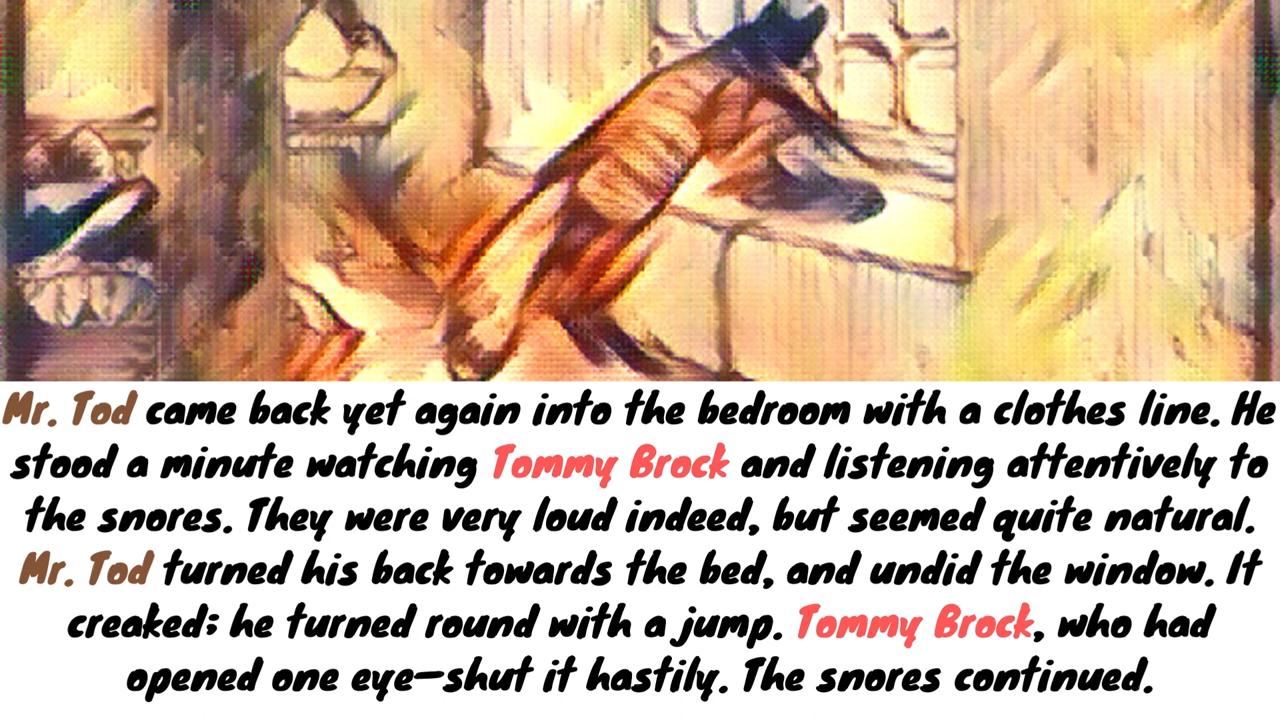 Mr. Tod came back yet again into the bedroom with a clothes line. He
stood a minute watching Tommy Brock and listening attentively to
the snores. They were very loud indeed, but seemed quite natural.
Mr. Tod turned his back towards the bed, and undid the window. It
creaked; he turned round with a jump. Tommy Brock, who had
opened one eye—shut it hastily. The snores continued.